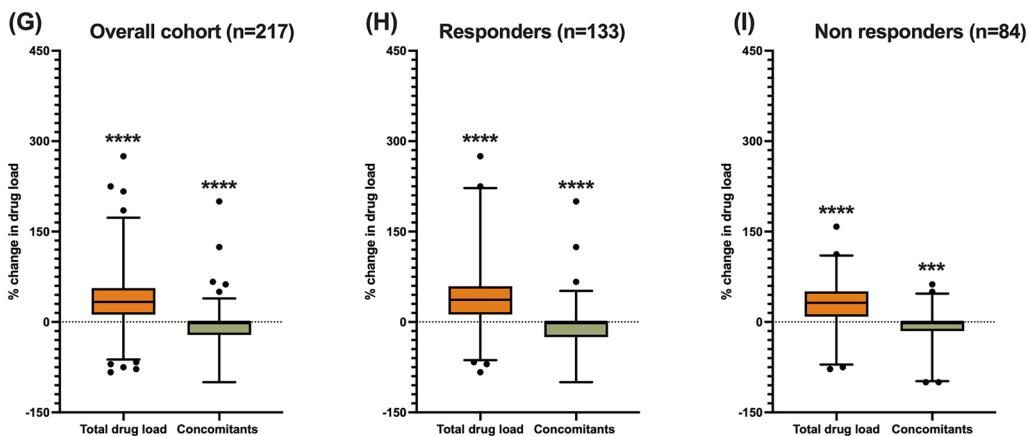 (G) Overall cohort (n=217)
% change in drug load
450
300
150
0
-150
****
****
Total drug load Concomitants
(H) Responders (n=133)
% change in drug load
450
300
150
0
-150
****
****
Total drug load Concomitants
(I) Non responders (n=84)
% change in drug load
450
300
150
0
-150
****
***
Total drug load Concomitants